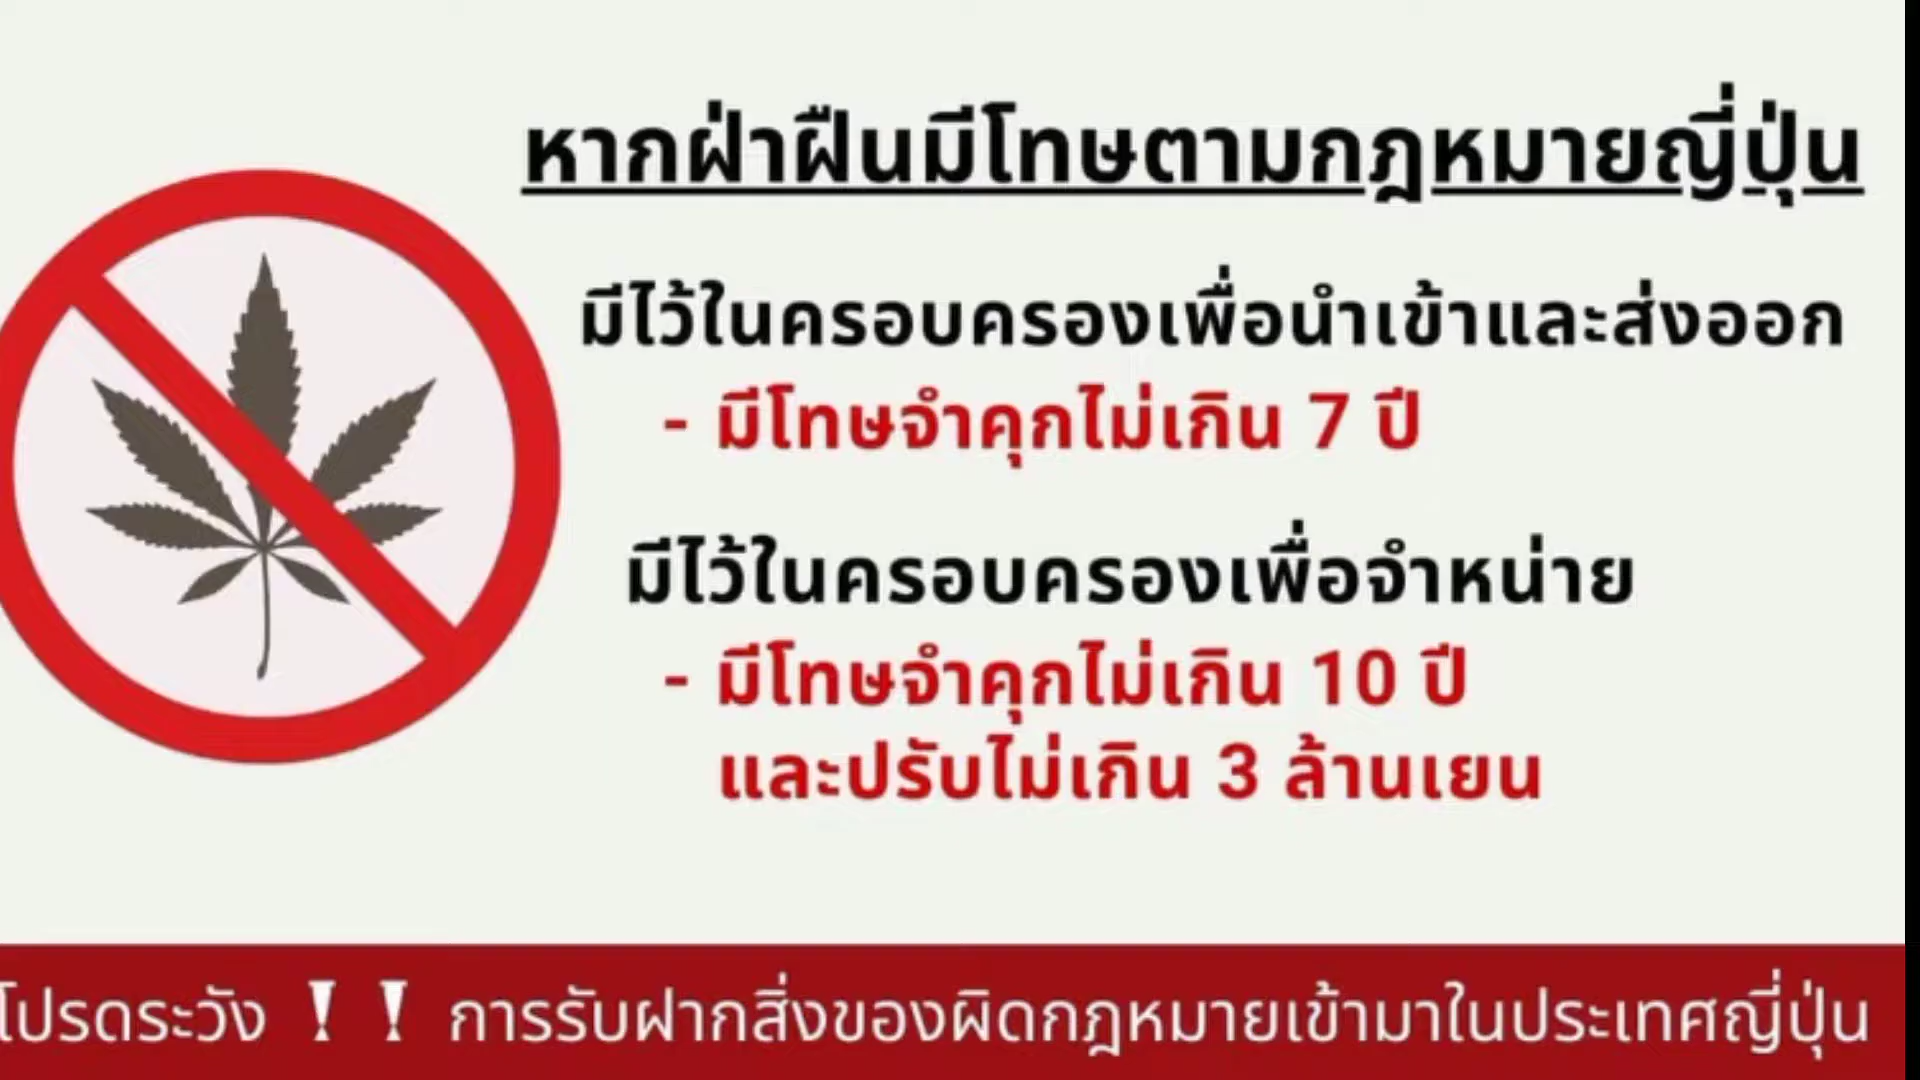 หากฝ่าฝืนมีโทษตามกฎหมายญี่ปุ่น
มีไว้ในครอบครองเพื่อนำเข้าและส่งออก
- มีโทษจำคุกไม่เกิน 7 ปี
มีไว้ในครอบครองเพื่อจำหน่าย
- มีโทษจำคุกไม่เกิน 10 ปี
และปรับไม่เกิน 3 ล้านเยน
โปรดระวัง ! ! การรับฝากสิ่งของผิดกฎหมายเข้ามาในประเทศญี่ปุ่น